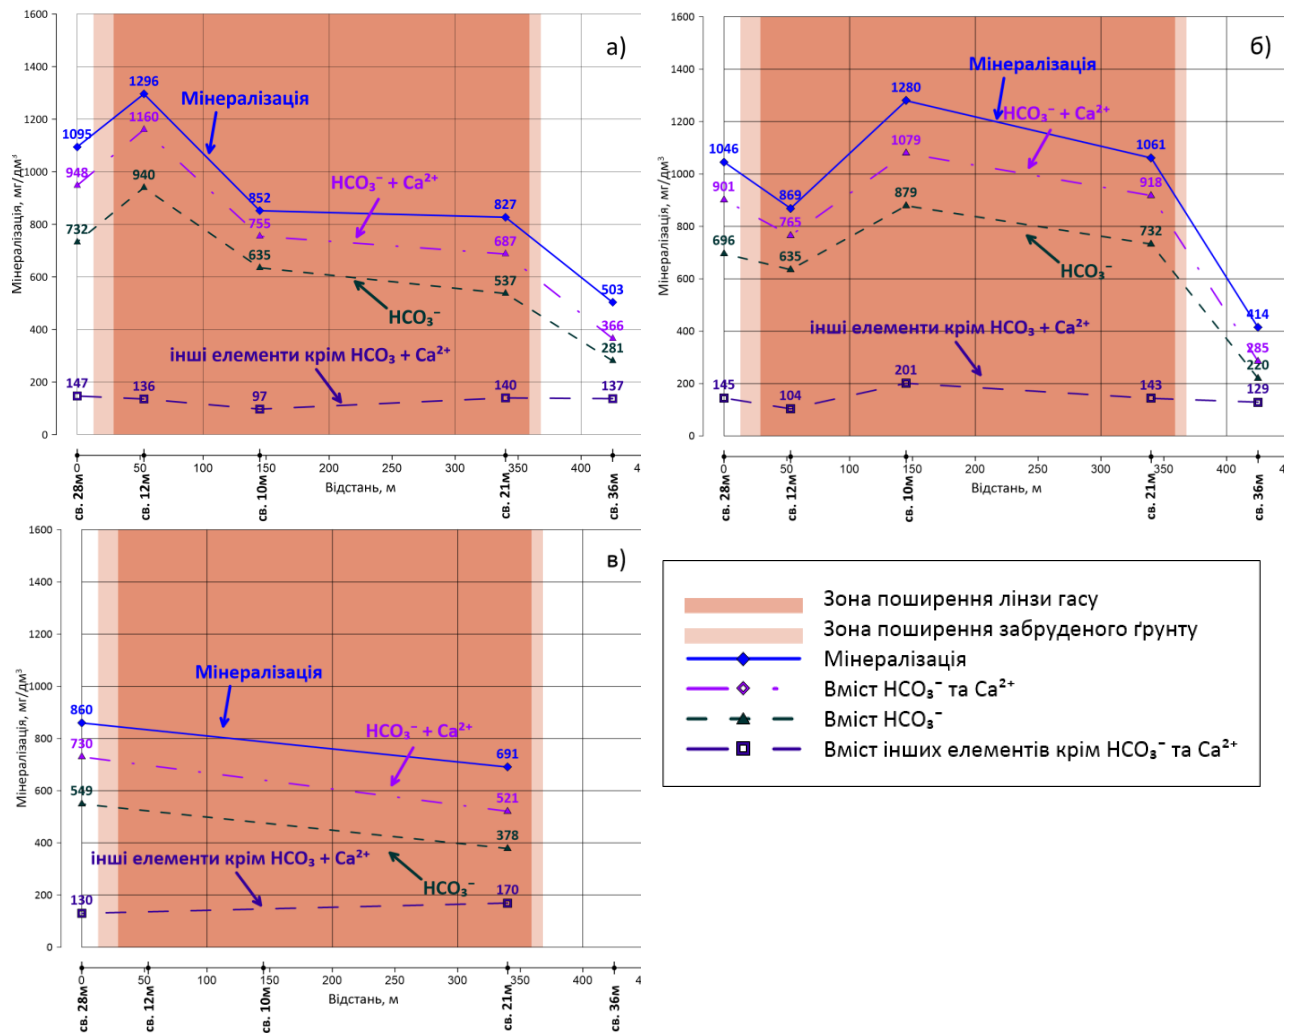 а)
1600
1400
1200
1000
800
600
400
200
0
Мінералізація, мг/дм³
1095
1296
852
827
503
948
1160
755
687
366
732
940
635
537
281
147
136
97
140
137
Мінералізація
HCO₃⁻ + Ca²⁺
HCO₃⁻
інші елементи крім HCO₃ + Ca²⁺
0 50 100 150 200 250 300 350 400 4
Відстань, м
св. 28м
св. 12м
св. 10м
св. 21м
св. 36м
б)
1600
1400
1200
1000
800
600
400
200
0
Мінералізація, мг/дм³
1046
869
1280
1061
414
901
765
1079
918
285
696
635
879
732
220
145
104
201
143
129
Мінералізація
HCO₃⁻ + Ca²⁺
HCO₃⁻
інші елементи крім HCO₃ + Ca²⁺
0 50 100 150 200 250 300 350 400 4
Відстань, м
св. 28м
св. 12м
св. 10м
св. 21м
св. 36м
в)
1600
1400
1200
1000
800
600
400
200
0
Мінералізація, мг/дм³
860
691
730
521
549
378
130
170
Мінералізація
HCO₃⁻ + Ca²⁺
інші елементи крім HCO₃ + Ca²⁺
HCO₃⁻
0 50 100 150 200 250 300 350 400 4
Відстань, м
св. 28м
св. 12м
св. 10м
св. 21м
св. 36м
Зона поширення лінзи гасу
Зона поширення забруденого ґрунту
Мінералізація
Вміст HCO₃⁻ та Ca²⁺
Вміст HCO₃⁻
Вміст інших елементів крім HCO₃⁻ та Ca²⁺